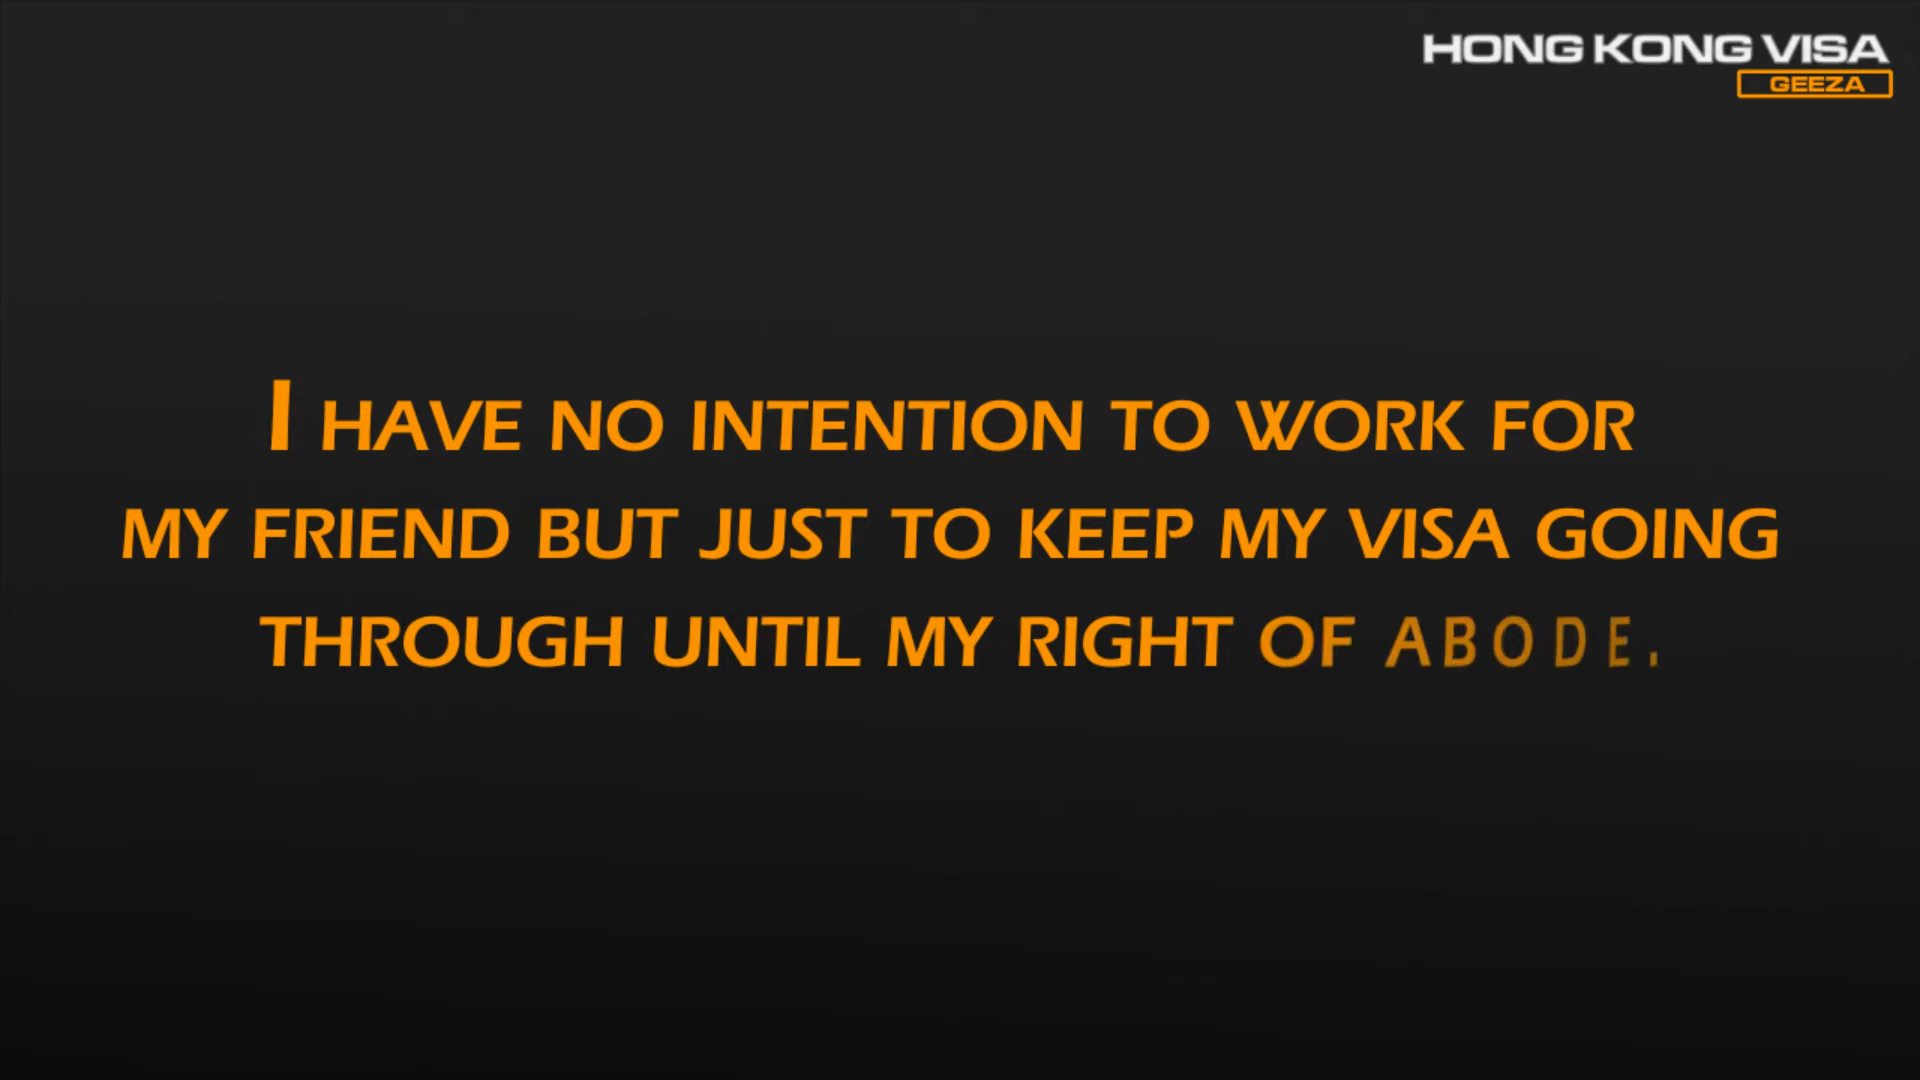 HONG KONG VISA
GEEZA
I HAVE NO INTENTION TO WORK FOR
MY FRIEND BUT JUST TO KEEP MY VISA GOING
THROUGH UNTIL MY RIGHT OF ABODE.